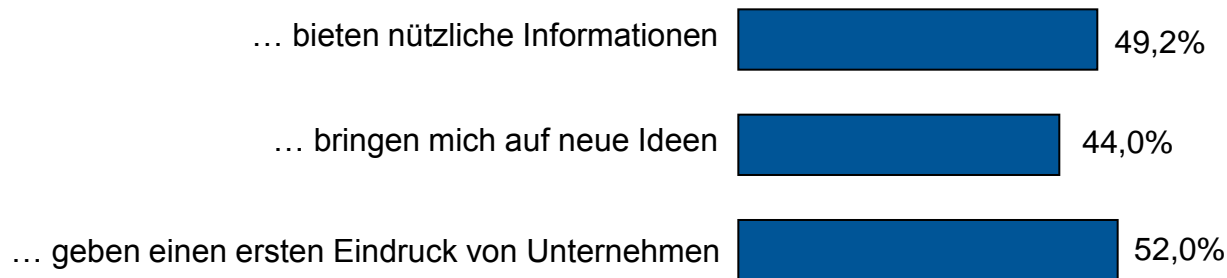 … bieten nützliche Informationen 49,2%
… bringen mich auf neue Ideen 44,0%
… geben einen ersten Eindruck von Unternehmen 52,0%